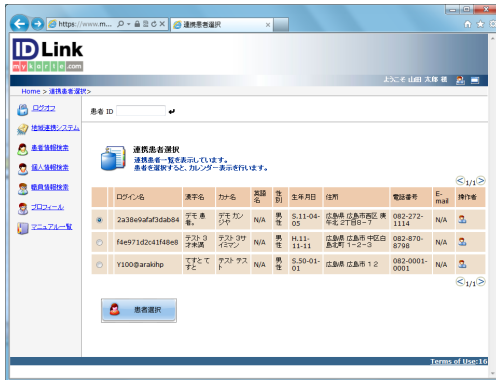 https://www.m...
連携患者選択
ID Link
mykarte.com
ようこそ 山田 太郎 様
Home > 連携患者選択>
ログオフ
地域連携システム
患者情報検索
個人情報検索
職員情報検索
プロフィール
マニュアル一覧
患者 ID
連携患者選択
連携患者一覧を表示しています。
患者を選択すると、カレンダー表示を行います。
1/1
ログイン名 漢字名 カナ名 英語名 性別 生年月日 住所 電話番号 E-mail 操作者
2a38e9afaf3dab84 デモ 患者。 デモ カンジヤ N/A 男性 S.11-04-05 広島県 広島市西区 庚午北 2丁目8-7 082-272-1114 N/A
f4e971d2c41f48e8 テスト 3才未満 テスト 3サイミマン N/A 男性 H.11-11-11 広島県 広島市 中区白島北町 1-2-3 082-870-8798 N/A
Y100@arakihp てすと てすと テスト テスト N/A 男性 S.50-01-01 広島県 広島市 1 2 082-0001-0001 N/A
1/1
患者選択
Terms of Use:16